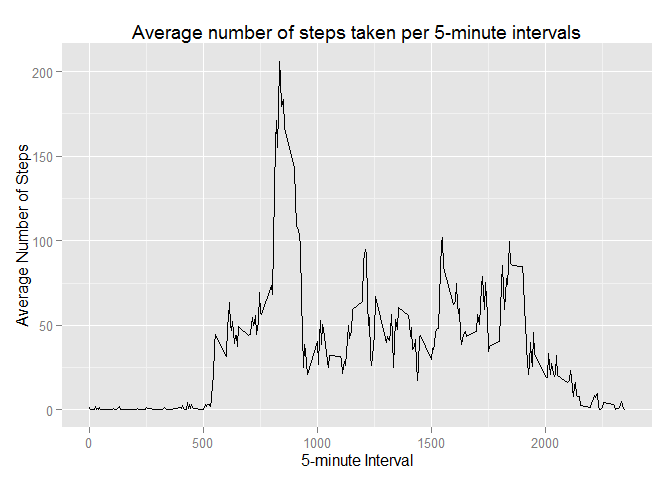 Average number of steps taken per 5-minute intervals
Average Number of Steps
200
150
100
50
0
0 500 1000 1500 2000
5-minute Interval